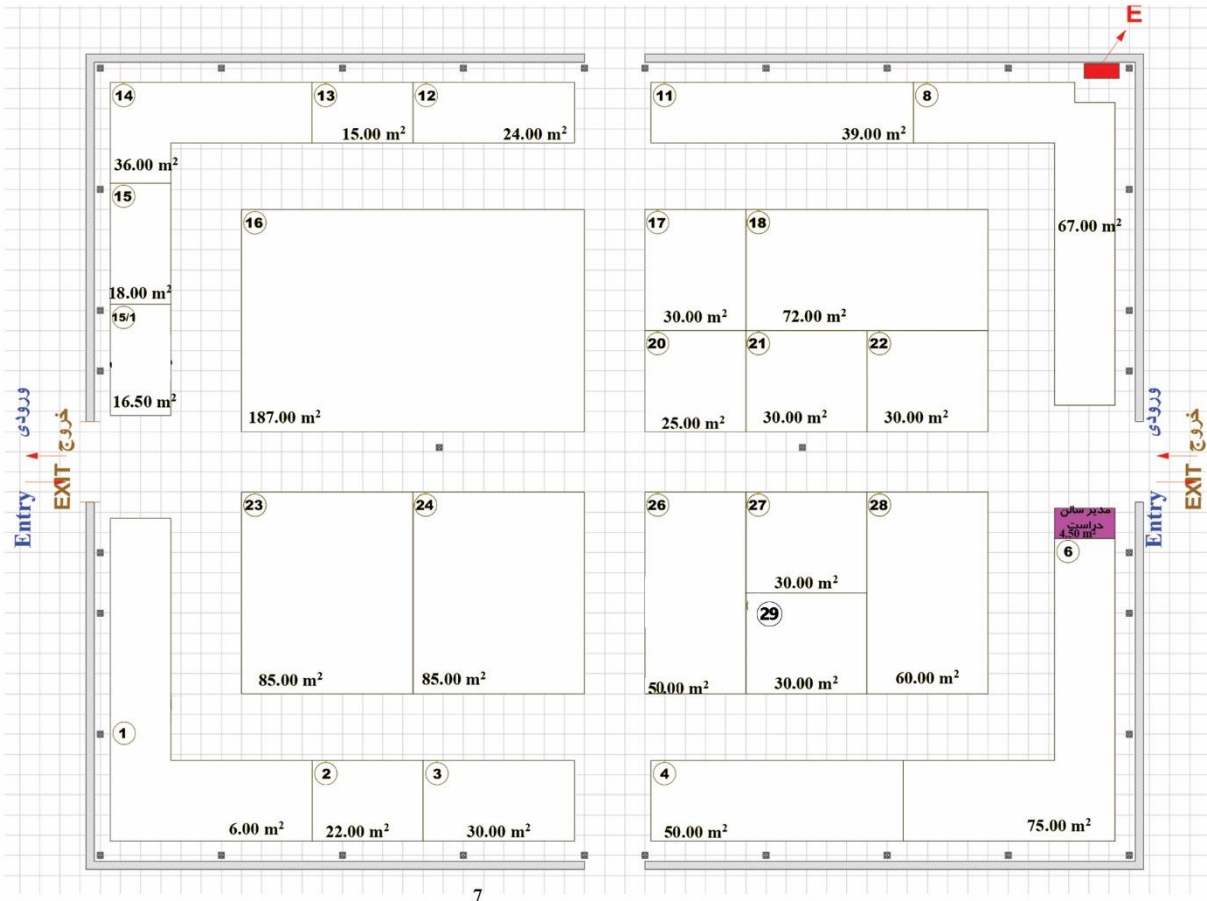 E
14
13
12
11
8
15.00 m²
24.00 m²
39.00 m²
36.00 m²
15
16
17
18
67.00 m²
18.00 m²
15/1
30.00 m²
72.00 m²
20
21
22
16.50 m²
187.00 m²
25.00 m²
30.00 m²
30.00 m²
ورودی
خروج
EXIT
Entry
ورودی
خروج
EXIT
Entry
23
24
26
27
28
مدیر سالن
حراست
4.50 m²
6
30.00 m²
29
85.00 m²
85.00 m²
50.00 m²
30.00 m²
60.00 m²
1
2
3
4
6.00 m²
22.00 m²
30.00 m²
50.00 m²
75.00 m²
7